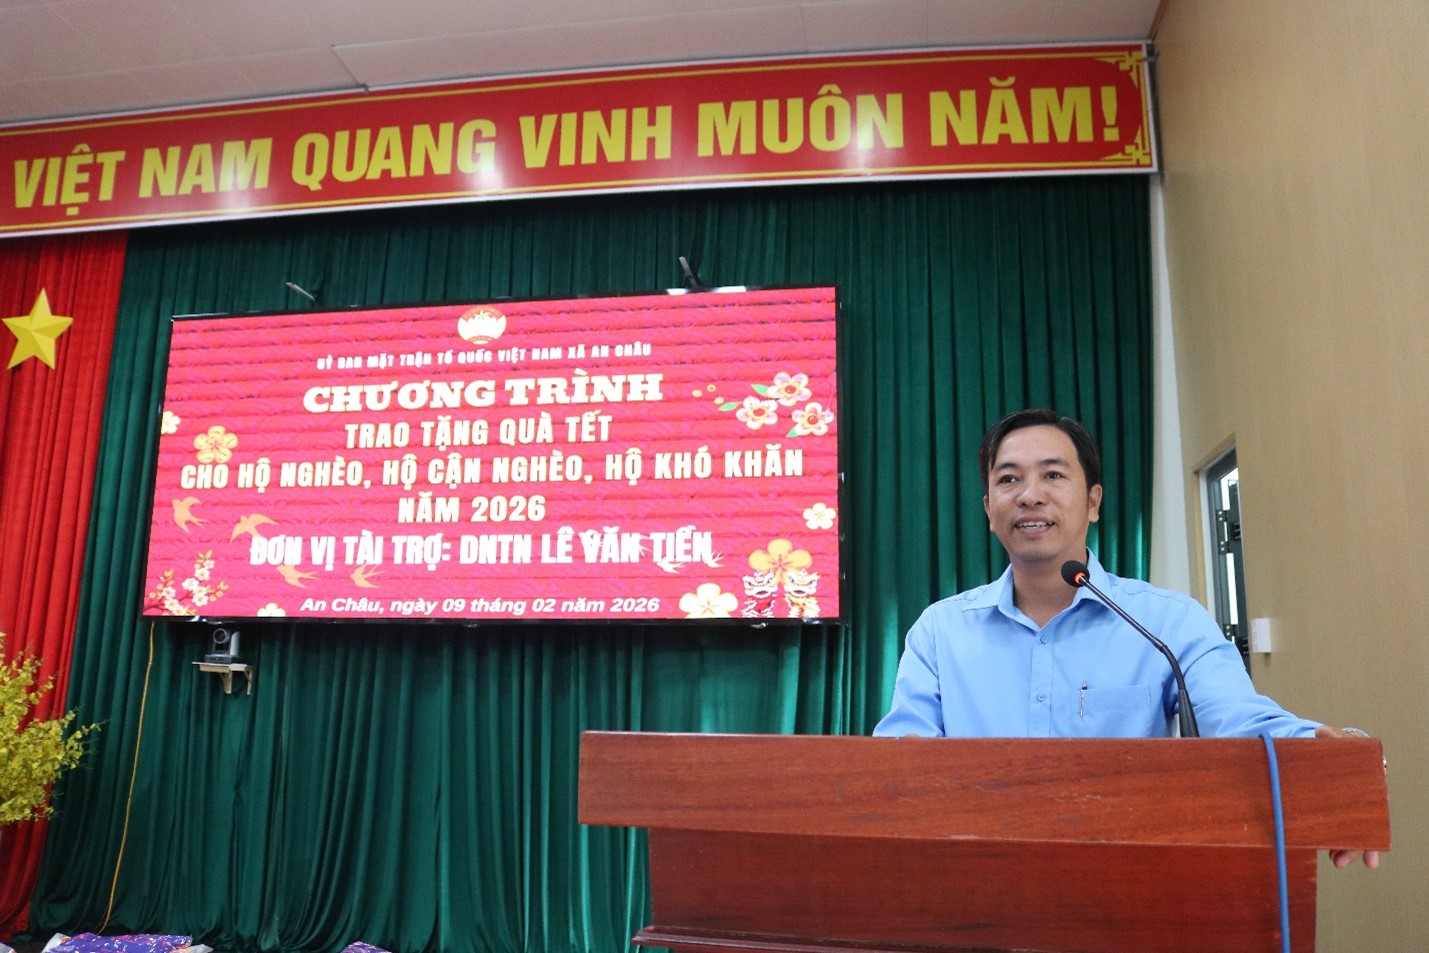 VIỆT NAM QUANG VINH MUÔN NĂM!
UỶ BAN MẶT TRẬN TỔ QUỐC VIỆT NAM XÃ AN CHÂU
CHƯƠNG TRÌNH
TRAO TẶNG QUÀ TẾT
CHO HỘ NGHÈO, HỘ CẬN NGHÈO, HỘ KHÓ KHĂN
NĂM 2026
ĐƠN VỊ TÀI TRỢ: DNTN LÊ VĂN TIỀN
An Châu, ngày 09 tháng 02 năm 2026